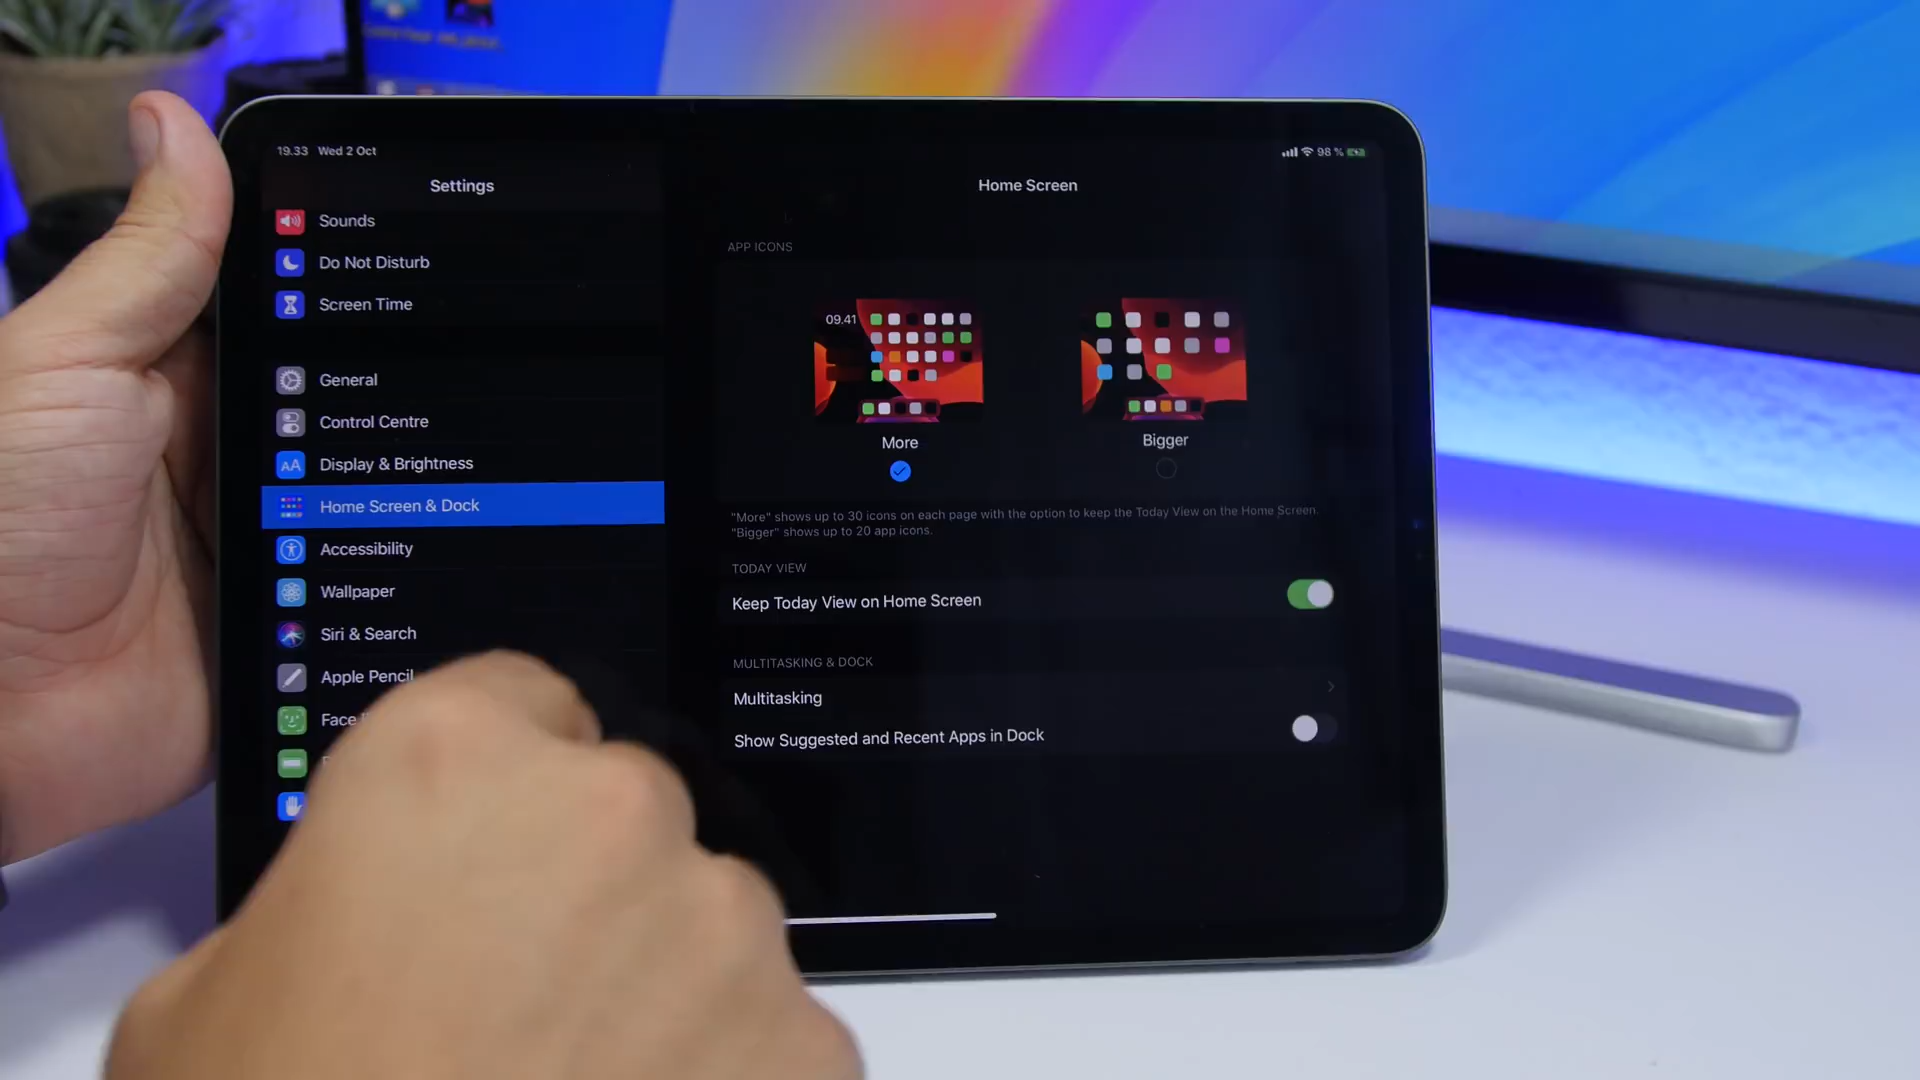 19.33 Wed 2 Oct
98 %
Settings
Sounds
Do Not Disturb
Screen Time
General
Control Centre
AA
Display & Brightness
Home Screen & Dock
Accessibility
Wallpaper
Siri & Search
Apple Pencil
Face
Home Screen
APP ICONS
09.41
More
Bigger
"More" shows up to 30 icons on each page with the option to keep the Today View on the Home Screen.
"Bigger" shows up to 20 app icons.
TODAY VIEW
Keep Today View on Home Screen
MULTITASKING & DOCK
Multitasking
Show Suggested and Recent Apps in Dock